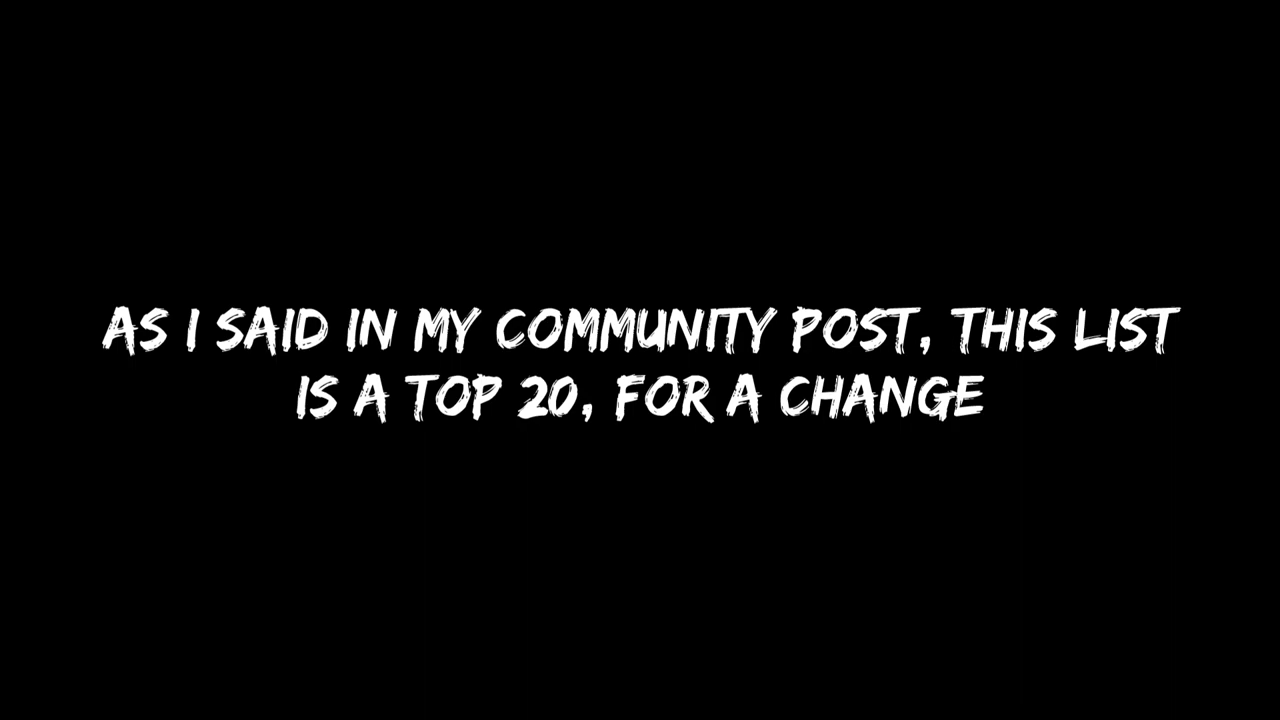 AS I SAID IN MY COMMUNITY POST, THIS LIST
IS A TOP 20, FOR A CHANGE